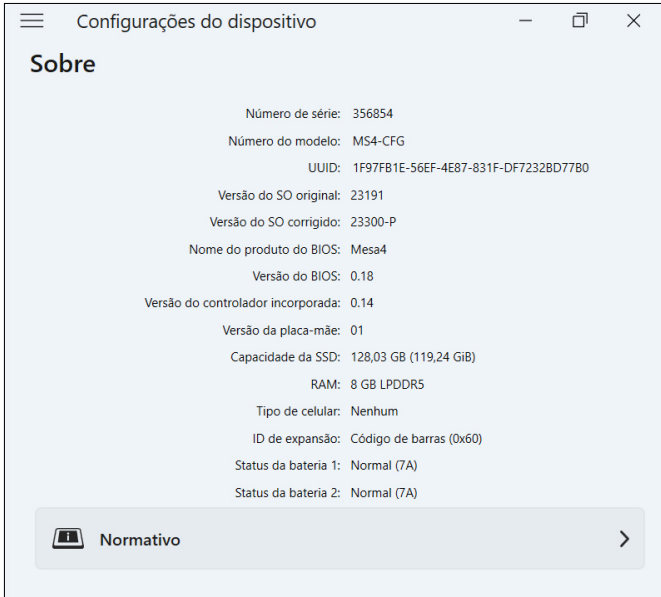 Configurações do dispositivo
Sobre
Número de série: 356854
Número do modelo: MS4-CFG
UUID: 1F97FB1E-56EF-4E87-831F-DF7232BD77B0
Versão do SO original: 23191
Versão do SO corrigido: 23300-P
Nome do produto do BIOS: Mesa4
Versão do BIOS: 0.18
Versão do controlador incorporada: 0.14
Versão da placa-mãe: 01
Capacidade da SSD: 128,03 GB (119,24 GiB)
RAM: 8 GB LPDDR5
Tipo de celular: Nenhum
ID de expansão: Código de barras (0x60)
Status da bateria 1: Normal (7A)
Status da bateria 2: Normal (7A)
Normativo